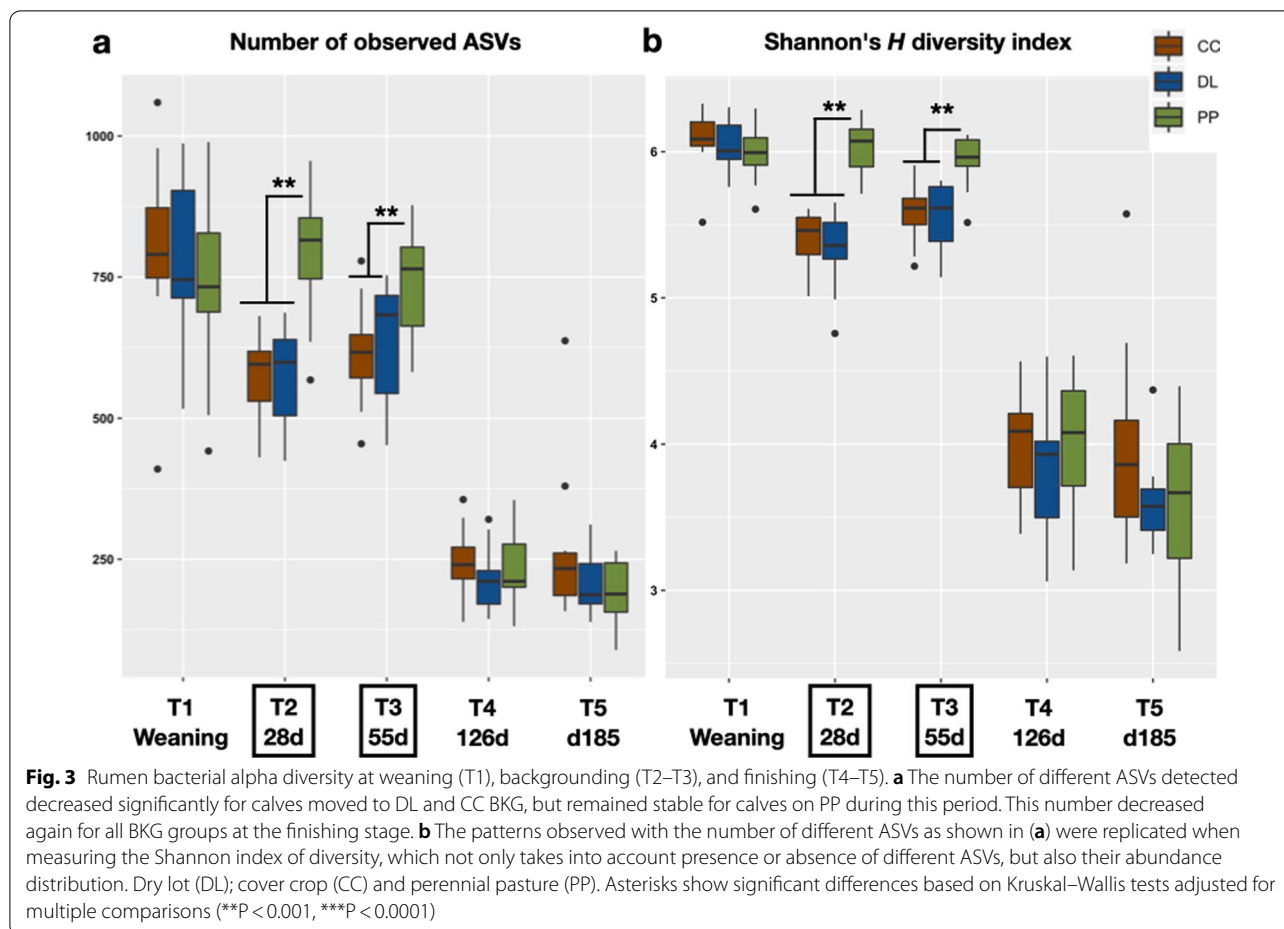 a Number of observed ASVs
1000
750
500
250
**
**
T1 T2 T3 T4 T5
Weaning 28d 55d 126d d185
b Shannon's H diversity index
CC
DL
PP
6
5
4
3
**
**
T1 T2 T3 T4 T5
Weaning 28d 55d 126d d185
Fig. 3 Rumen bacterial alpha diversity at weaning (T1), backgrounding (T2–T3), and finishing (T4–T5). a The number of different ASVs detected
decreased significantly for calves moved to DL and CC BKG, but remained stable for calves on PP during this period. This number decreased
again for all BKG groups at the finishing stage. b The patterns observed with the number of different ASVs as shown in (a) were replicated when
measuring the Shannon index of diversity, which not only takes into account presence or absence of different ASVs, but also their abundance
distribution. Dry lot (DL); cover crop (CC) and perennial pasture (PP). Asterisks show significant differences based on Kruskal–Wallis tests adjusted for
multiple comparisons (**P < 0.001, ***P < 0.0001)